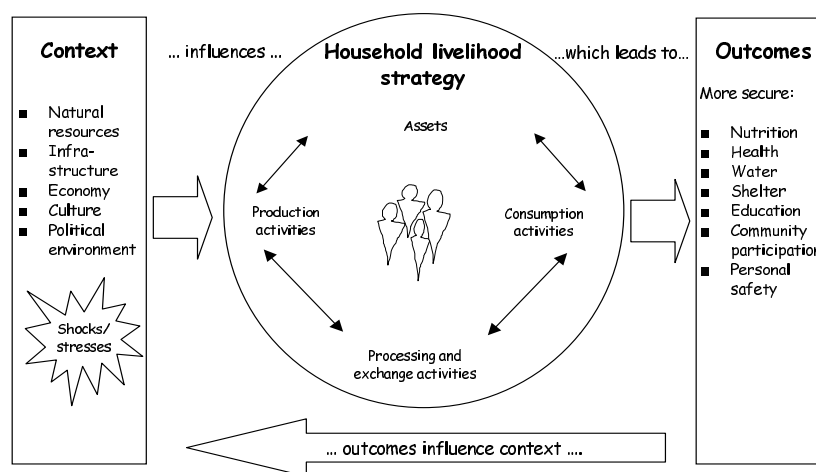 Context
Natural
resources
Infra-
structure
Economy
Culture
Political
environment
Shocks/
stresses
... influences ...
Household livelihood
strategy
Assets
Production
activities
Consumption
activities
Processing and
exchange activities
...which leads to...
Outcomes
More secure:
Nutrition
Health
Water
Shelter
Education
Community
participation
Personal
safety
... outcomes influence context ....